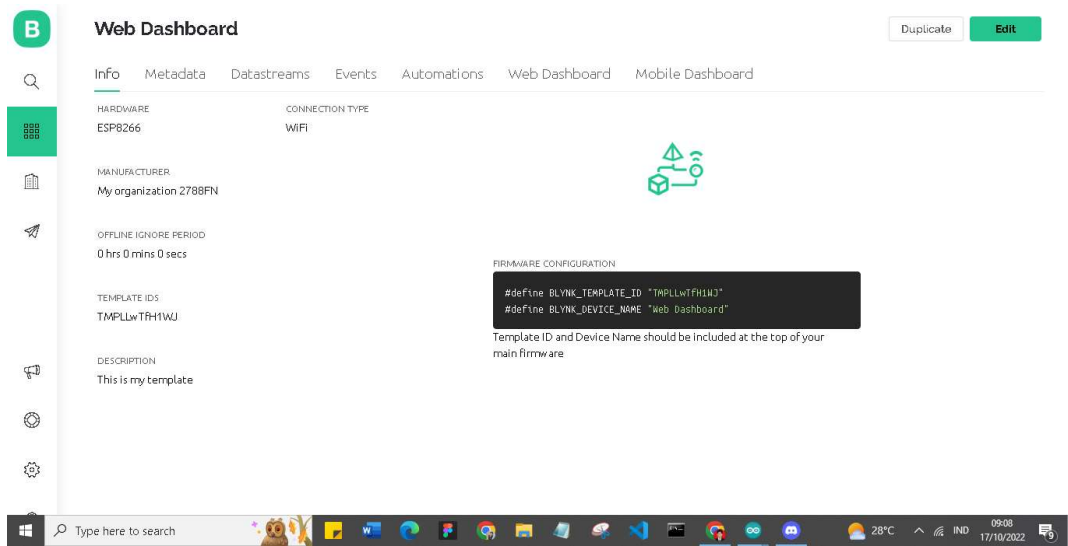 B
Web Dashboard
Duplicate
Edit
Info Metadata Datastreams Events Automations Web Dashboard Mobile Dashboard
HARDWARE
ESP8266
CONNECTION TYPE
WiFi
MANUFACTURER
My organization 2788FN
OFFLINE IGNORE PERIOD
0 hrs 0 mins 0 secs
TEMPLATE IDS
TMPLLwTfH1WJ
DESCRIPTION
This is my template
FIRMWARE CONFIGURATION
#define BLYNK_TEMPLATE_ID "TMPLLwTfH1WJ"
#define BLYNK_DEVICE_NAME "Web Dashboard"
Template ID and Device Name should be included at the top of your
main firmware
Type here to search
28°C
IND
09:08
17/10/2022